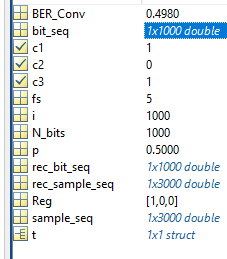 BER_Conv 0.4980
bit_seq 1x1000 double
c1 1
c2 0
c3 1
fs 5
i 1000
N_bits 1000
p 0.5000
rec_bit_seq 1x1000 double
rec_sample_seq 1x3000 double
Reg [1,0,0]
sample_seq 1x3000 double
t 1x1 struct